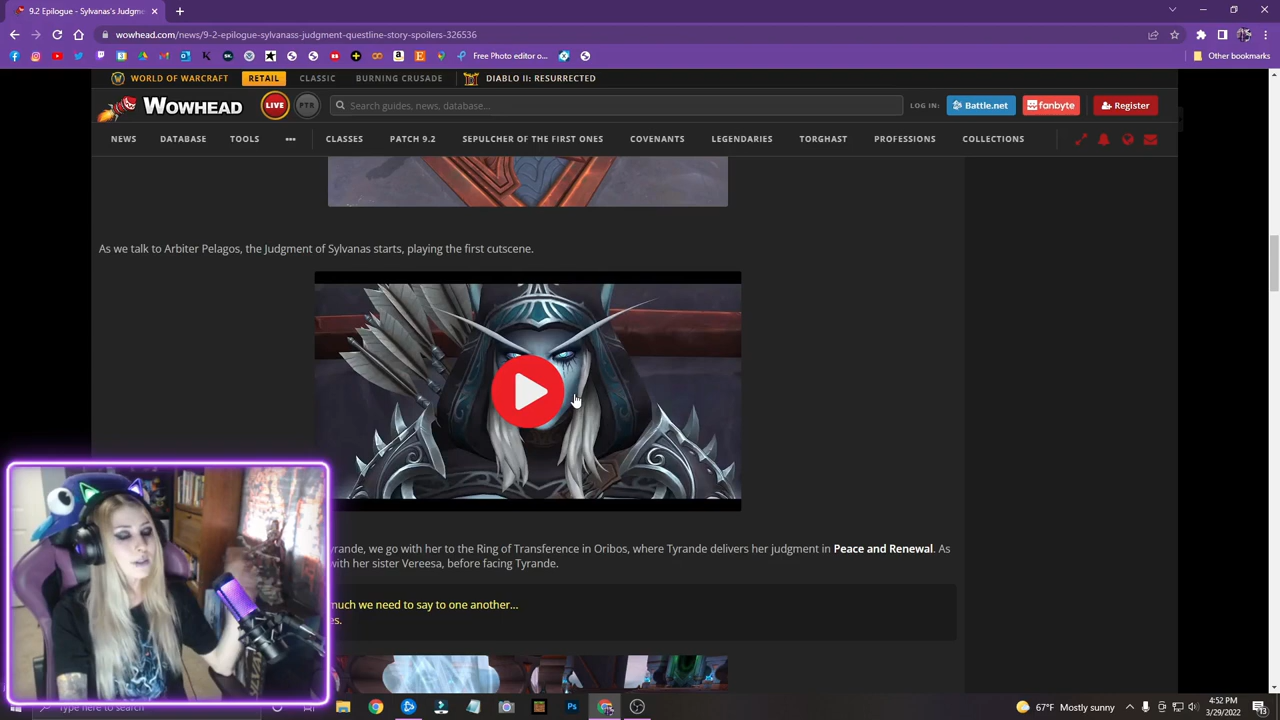 9.2 Epilogue - Sylvanas's Judgme
wowhead.com/news/9-2-epilogue-sylvanass-judgment-questline-story-spoilers-326536
Free Photo editor o...
Other bookmarks
WORLD OF WARCRAFT RETAIL CLASSIC BURNING CRUSADE DIABLO II: RESURRECTED
WOWHEAD LIVE PTR Search guides, news, database... LOG IN: Battle.net fanbyte Register
NEWS DATABASE TOOLS ••• CLASSES PATCH 9.2 SEPULCHER OF THE FIRST ONES COVENANTS LEGENDARIES TORGHAST PROFESSIONS COLLECTIONS
As we talk to Arbiter Pelagos, the Judgment of Sylvanas starts, playing the first cutscene.
yrande, we go with her to the Ring of Transference in Oribos, where Tyrande delivers her judgment in Peace and Renewal. As
with her sister Vereesa, before facing Tyrande.
nuch we need to say to one another...
es.
Type here to search
67°F Mostly sunny
4:52 PM
3/29/2022